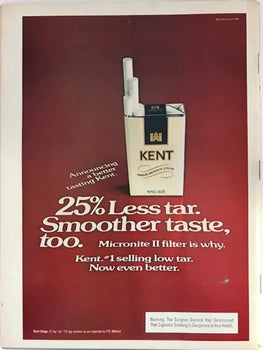 KENT
KING SIZE
Announcing
a better
tasting Kent.
25% Less tar.
Smoother taste,
too. Micronite II filter is why.
Kent. #1 selling low tar.
Now even better.
Warning: The Surgeon General Has Determined
That Cigarette Smoking Is Dangerous to Your Health